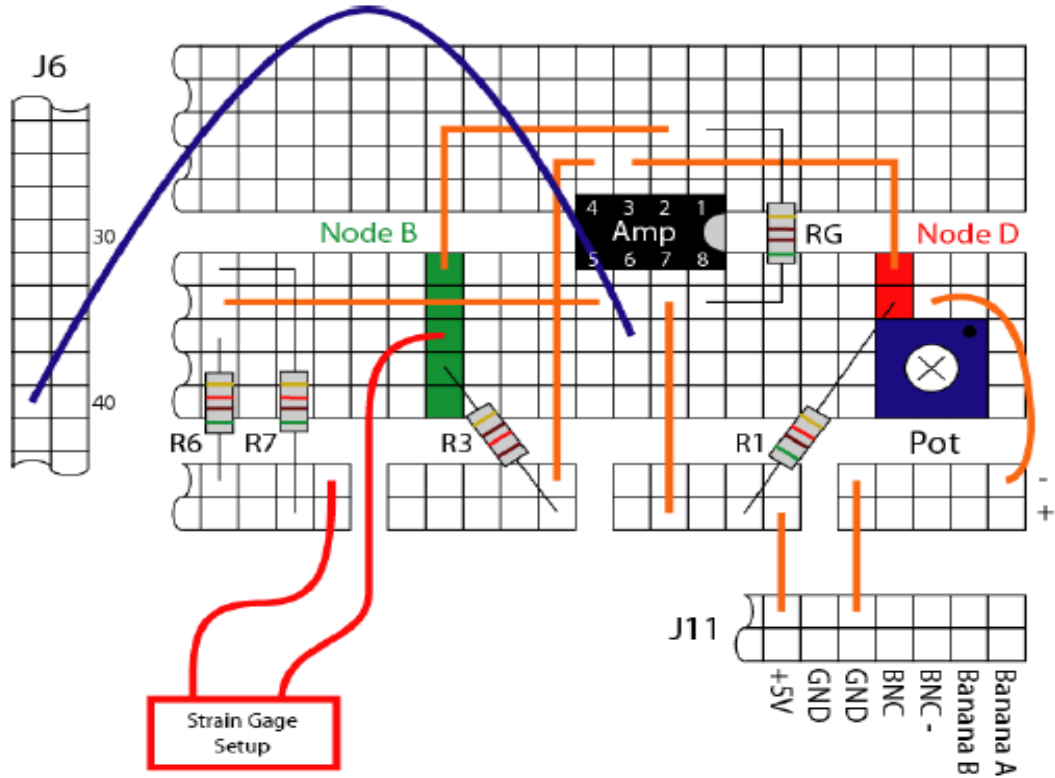 J6
30
40
Node B
4 3 2 1
Amp
5 6 7 8
RG
Node D
R6
R7
R3
R1
Pot
-
+
J11
+5V
GND
GND
BNC
BNC -
Banana B
Banana A
Strain Gage
Setup